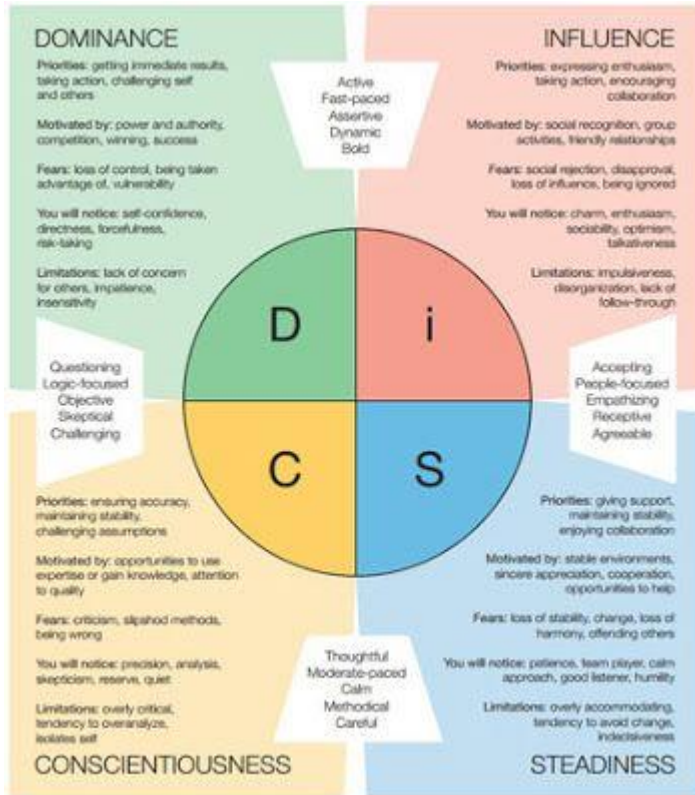 DOMINANCE
Priorities: getting immediate results,
taking action, challenging self
and others
Motivated by: power and authority,
competition, winning, success
Fears: loss of control, being taken
advantage of, vulnerability
You will notice: self-confidence,
directness, forcefulness,
risk-taking
Limitations: lack of concern
for others, impatience,
insensitivity
Active
Fast-paced
Assertive
Dynamic
Bold
INFLUENCE
Priorities: expressing enthusiasm,
taking action, encouraging
collaboration
Motivated by: social recognition, group
activities, friendly relationships
Fears: social rejection, disapproval,
loss of influence, being ignored
You will notice: charm, enthusiasm,
sociability, optimism,
talkativeness
Limitations: impulsiveness,
disorganization, lack of
follow-through
D
i
Questioning
Logic-focused
Objective
Skeptical
Challenging
Accepting
People-focused
Empathizing
Receptive
Agreeable
C
S
Priorities: ensuring accuracy,
maintaining stability,
challenging assumptions
Motivated by: opportunities to use
expertise or gain knowledge, attention
to quality
Fears: criticism, slipshod methods,
being wrong
You will notice: precision, analysis,
skepticism, reserve, quiet
Limitations: overly critical,
tendency to overanalyze,
isolates self
CONSCIENTIOUSNESS
Thoughtful
Moderate-paced
Calm
Methodical
Careful
Priorities: giving support,
maintaining stability,
enjoying collaboration
Motivated by: stable environments,
sincere appreciation, cooperation,
opportunities to help
Fears: loss of stability, change, loss of
harmony, offending others
You will notice: patience, team player, calm
approach, good listener, humility
Limitations: overly accommodating,
tendency to avoid change,
indecisiveness
STEADINESS